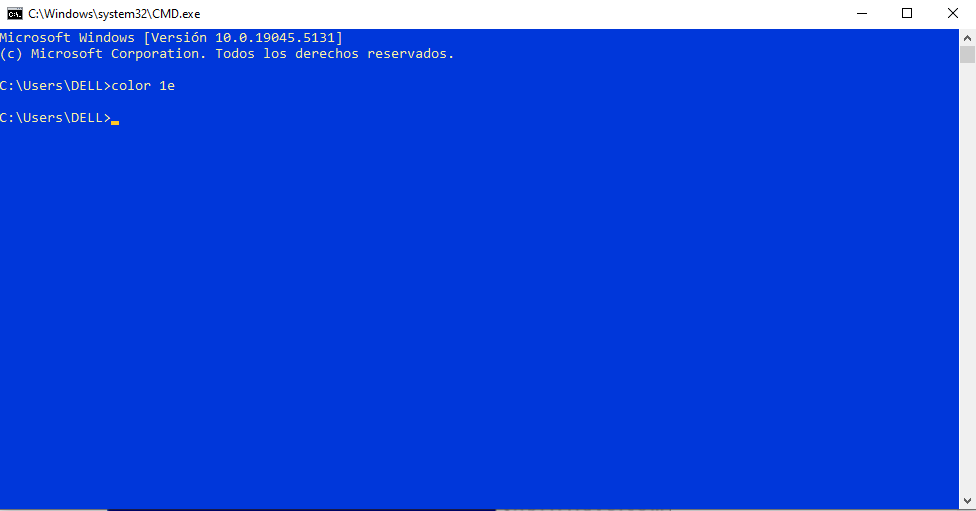 C:\Windows\system32\CMD.exe
Microsoft Windows [Versión 10.0.19045.5131]
(c) Microsoft Corporation. Todos los derechos reservados.
C:\Users\DELL>color 1e
C:\Users\DELL>